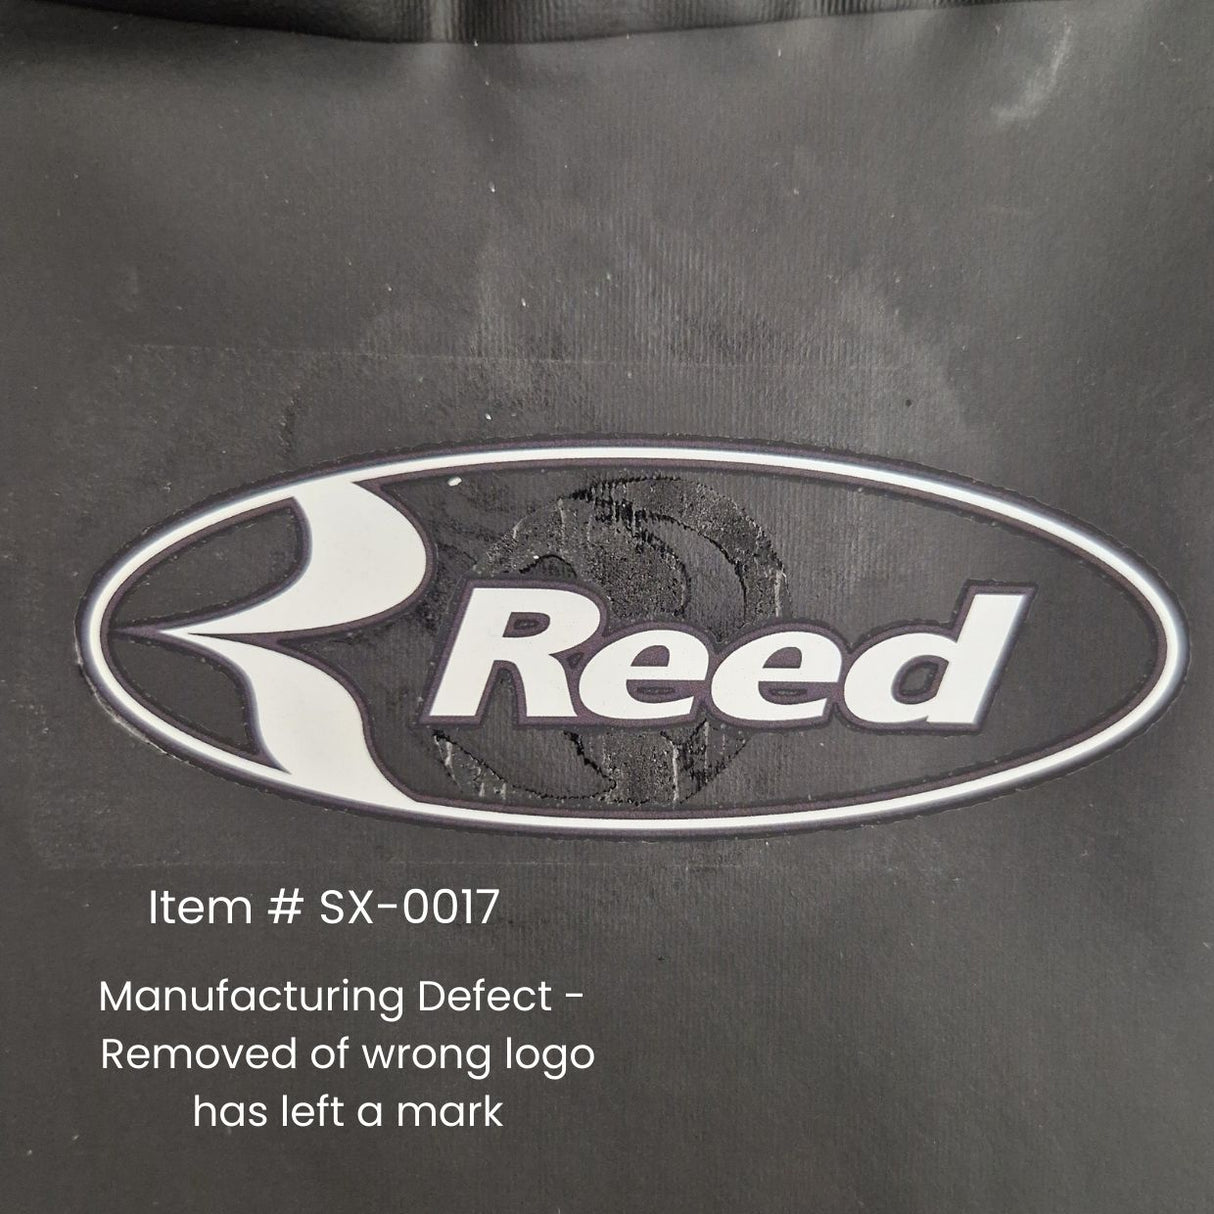 Reed
Item # SX-0017
Manufacturing Defect -
Removed of wrong logo
has left a mark